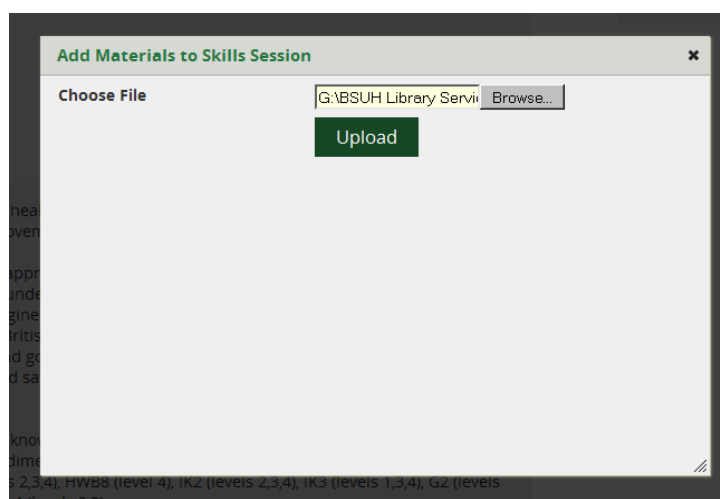 Add Materials to Skills Session
Choose File
G:\BSUH Library Servi
Browse...
Upload
s 2,3,4), HWB8 (level 4), IK2 (levels 2,3,4), IK3 (levels 1,3,4), G2 (levels